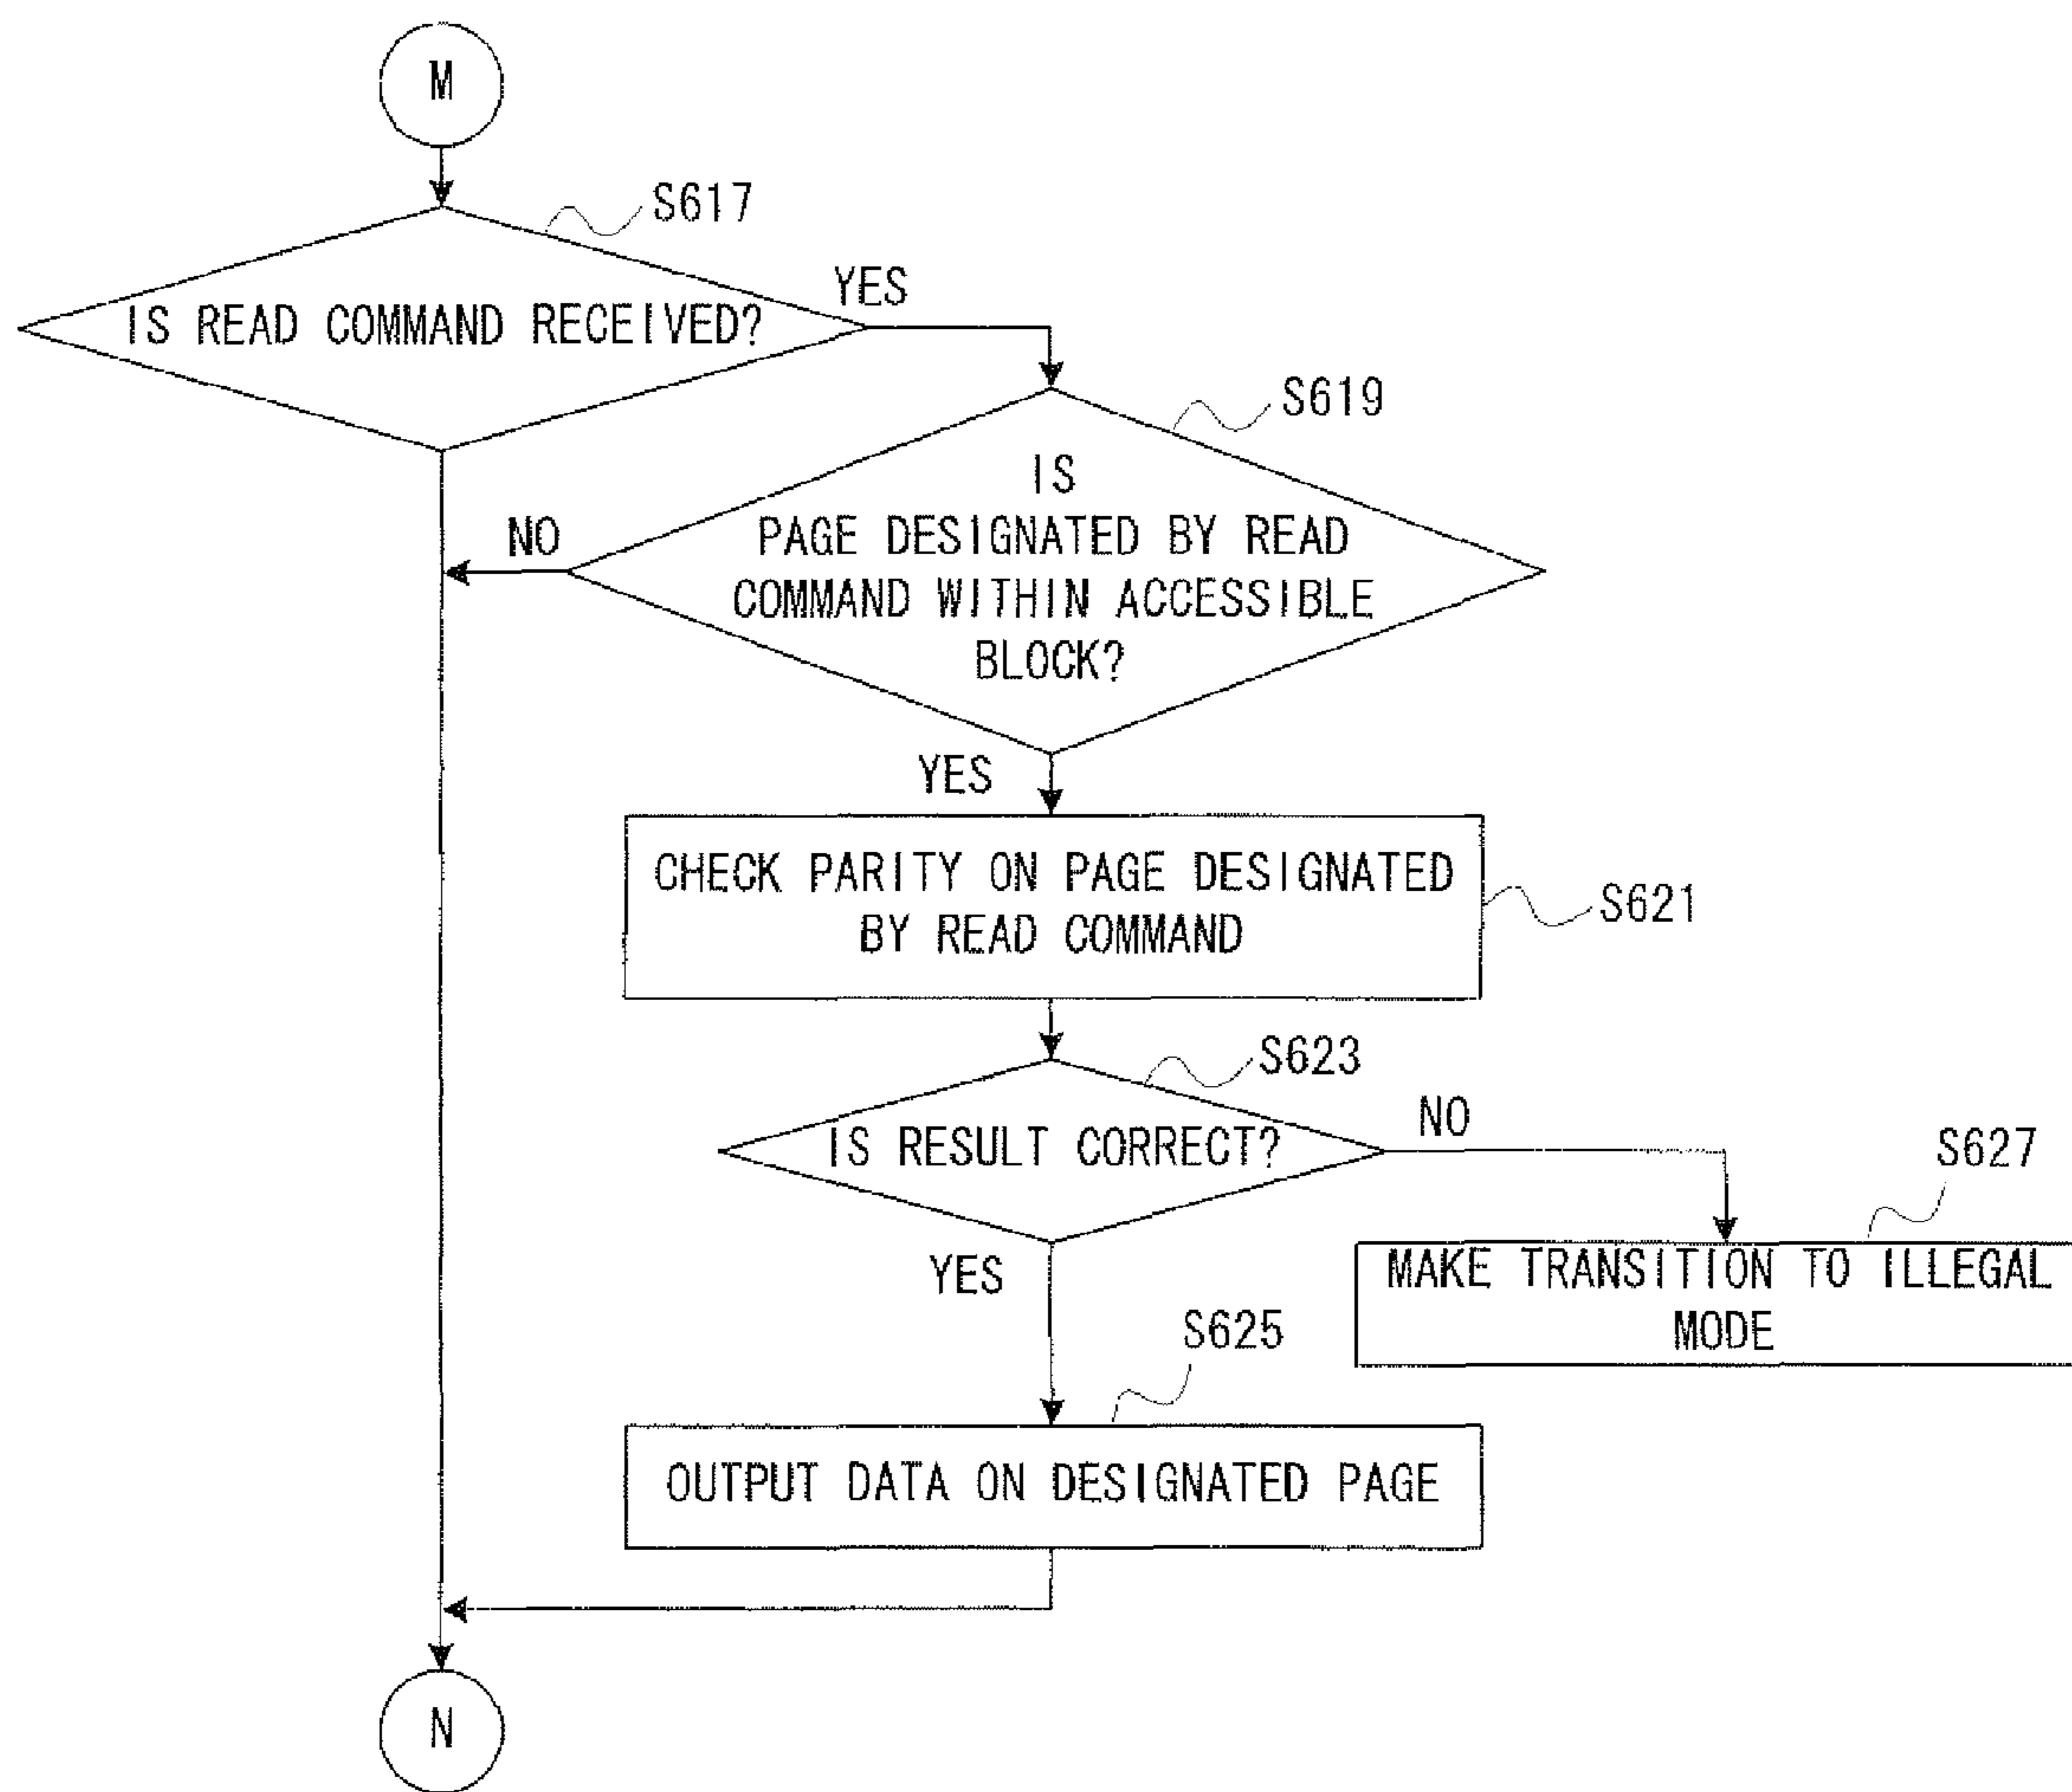 M
S617
YES
IS READ COMMAND RECEIVED?
S619
IS
NO
PAGE DESIGNATED BY READ
COMMAND WITHIN ACCESSIBLE
BLOCK?
YES
CHECK PARITY ON PAGE DESIGNATED
BY READ COMMAND
S621
S623
NO
IS RESULT CORRECT?
S627
YES
MAKE TRANSITION TO ILLEGAL
MODE
S625
OUTPUT DATA ON DESIGNATED PAGE
N